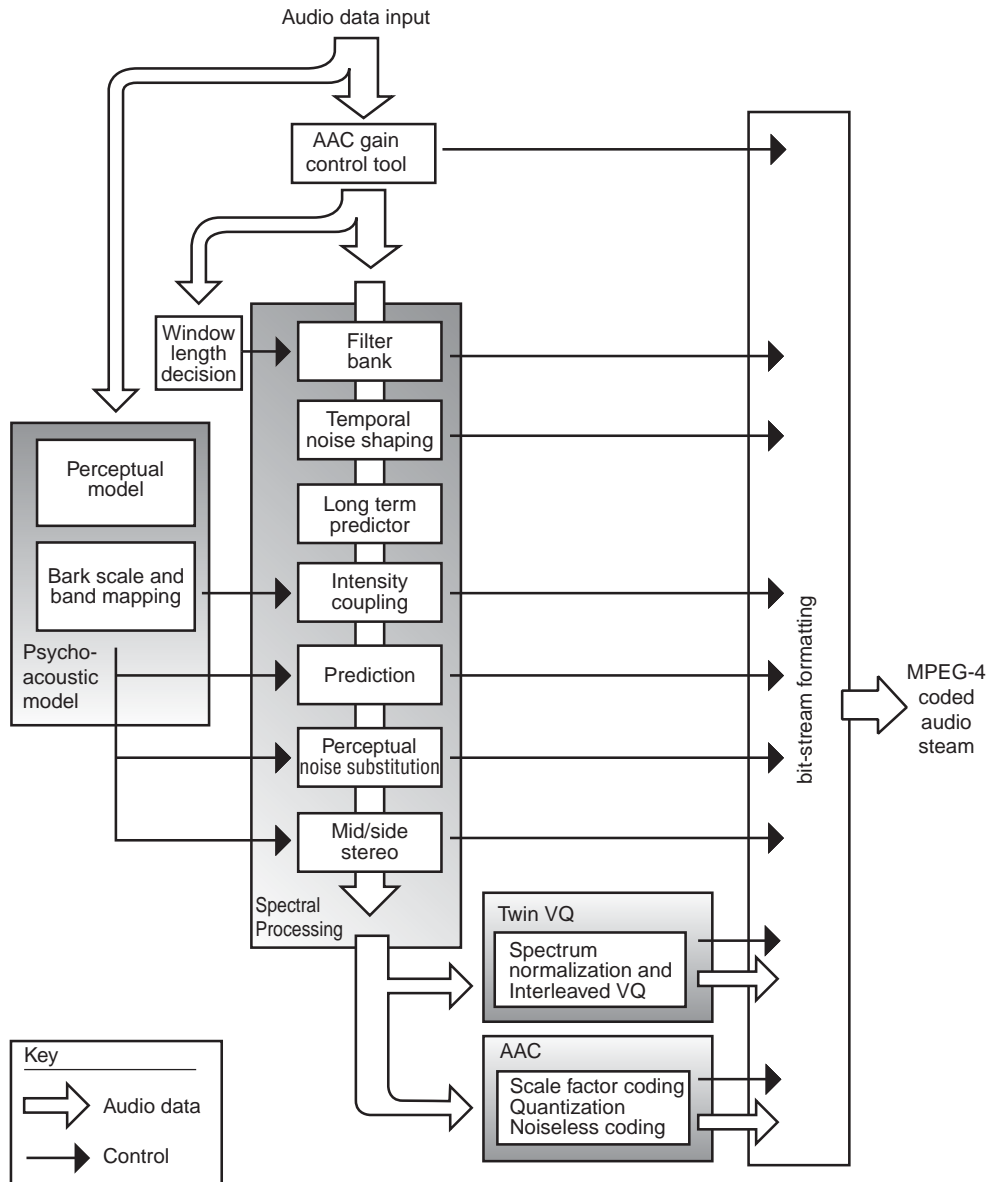 Audio data input
AAC gain
control tool
Window
length
decision
Filter
bank
Temporal
noise shaping
Perceptual
model
Long term
predictor
Bark scale and
band mapping
Intensity
coupling
Psycho-
acoustic
model
Prediction
Perceptual
noise substitution
Mid/side
stereo
Spectral
Processing
bit-stream formatting
MPEG-4
coded
audio
steam
Twin VQ
Spectrum
normalization and
Interleaved VQ
AAC
Scale factor coding
Quantization
Noiseless coding
Key
Audio data
Control